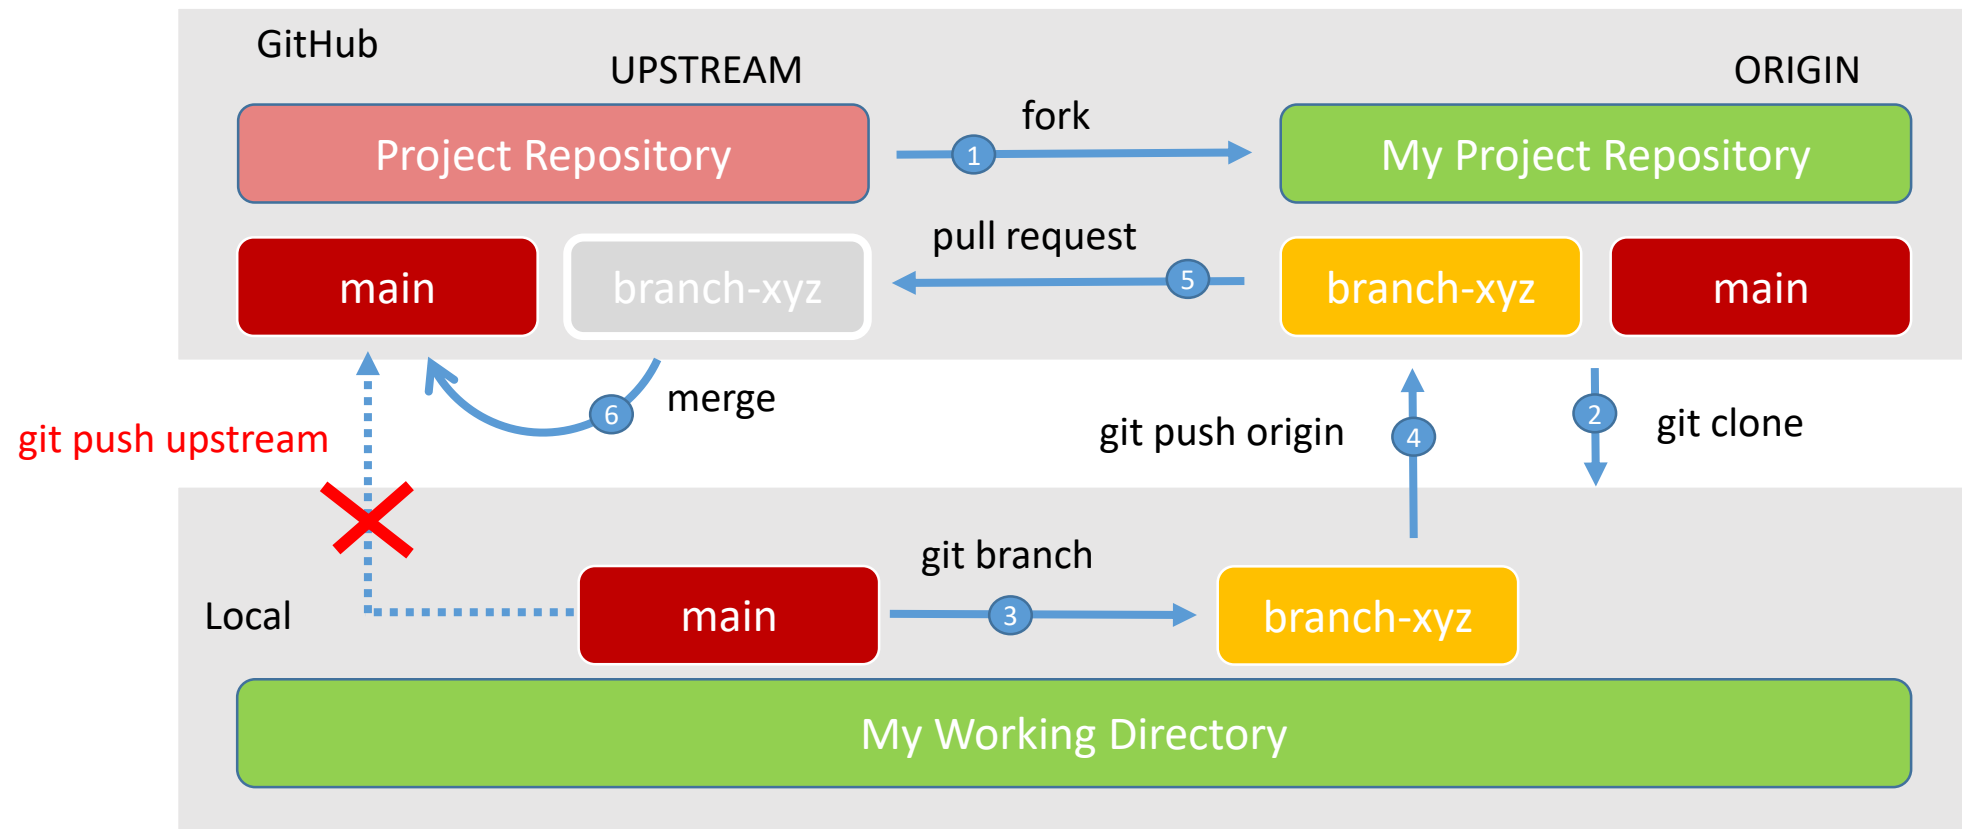 GitHub
UPSTREAM
ORIGIN
Project Repository
fork
1
My Project Repository
main
branch-xyz
pull request
5
branch-xyz
main
merge
6
git push upstream
git push origin
4
2
git clone
git branch
Local
main
3
branch-xyz
My Working Directory